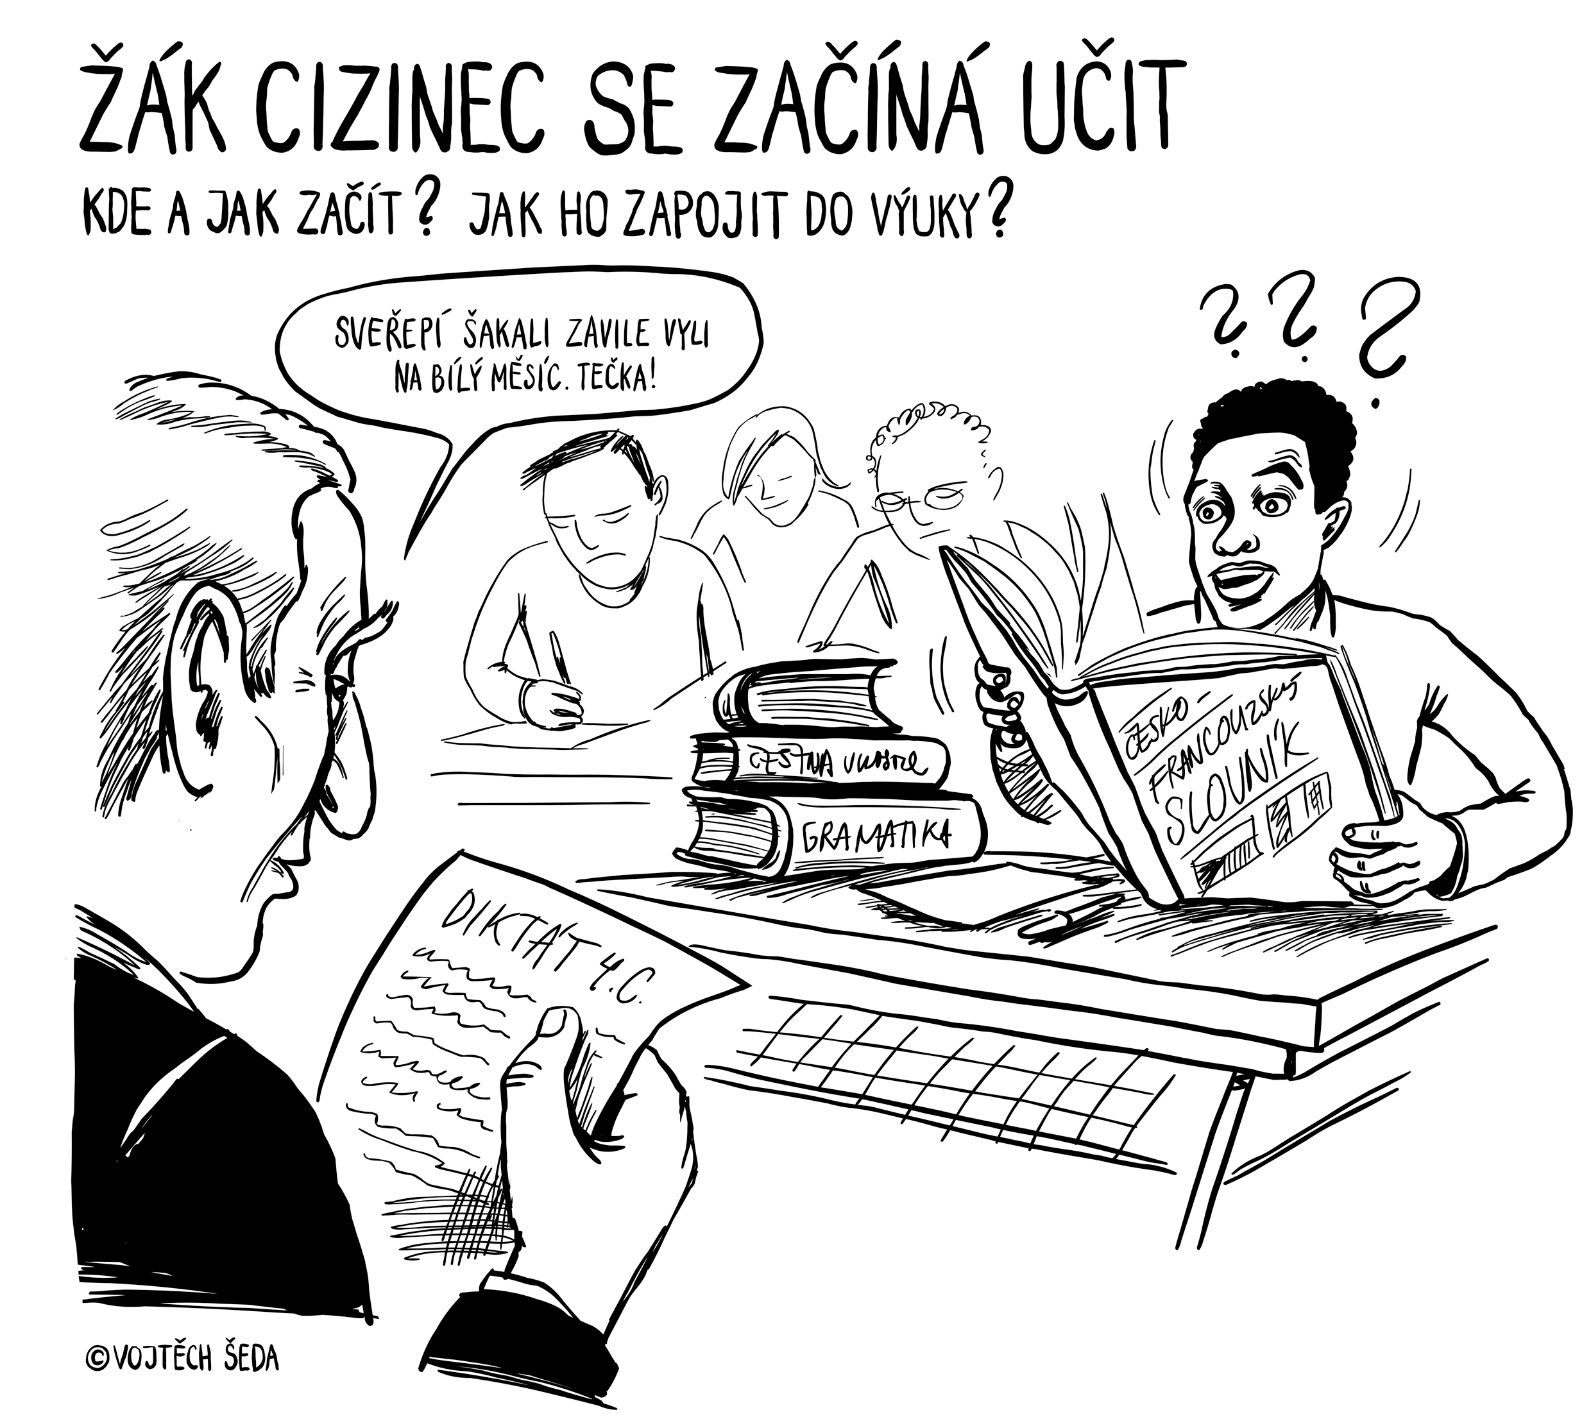 ŽÁK CIZINEC SE ZAČÍNÁ UČIT
KDE A JAK ZAČÍT? JAK HO ZAPOJIT DO VÝUKY?
SVEŘEPÍ ŠAKALI ZAVILE VYLI
NA BÍLÝ MĚSÍC. TEČKA!
???
ČESKO-
FRANCOUZSKÝ
SLOVNÍK
GRAMATIKA
DIKTÁT 4.C.
©VOJTĚCH ŠEDA